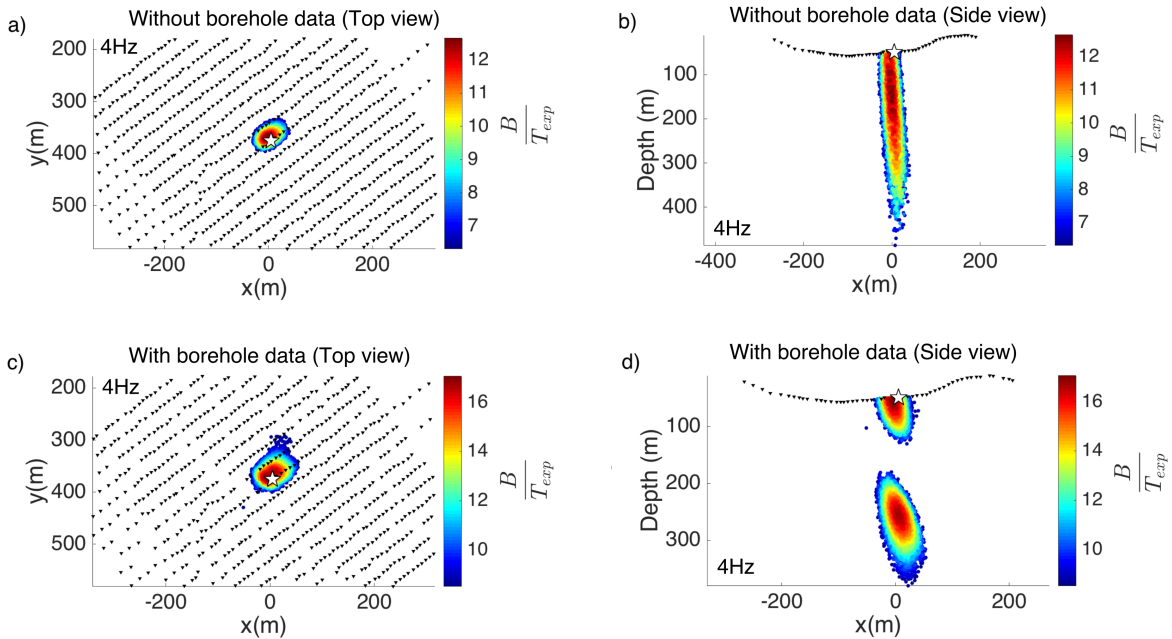 a)
Without borehole data (Top view)
4Hz
200
300
400
500
y(m)
-200
0
200
x(m)
12
11
10
9
8
7
B
T_exp
b)
Without borehole data (Side view)
100
200
300
400
Depth (m)
4Hz
-400
-200
0
200
x(m)
12
11
10
9
8
7
B
T_exp
c)
With borehole data (Top view)
4Hz
200
300
400
500
y(m)
-200
0
200
x(m)
16
14
12
10
B
T_exp
d)
With borehole data (Side view)
100
200
300
Depth (m)
4Hz
-200
0
200
x(m)
16
14
12
10
B
T_exp